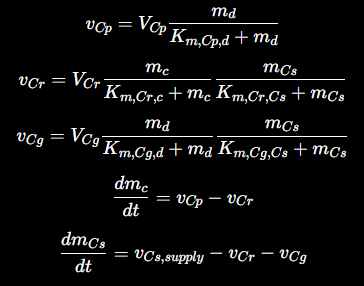 v_{Cp} = V_{Cp} \frac{m_d}{K_{m,Cp,d} + m_d}
v_{Cr} = V_{Cr} \frac{m_c}{K_{m,Cr,c} + m_c} \frac{m_{Cs}}{K_{m,Cr,Cs} + m_{Cs}}
v_{Cg} = V_{Cg} \frac{m_d}{K_{m,Cg,d} + m_d} \frac{m_{Cs}}{K_{m,Cg,Cs} + m_{Cs}}
\frac{dm_c}{dt} = v_{Cp} - v_{Cr}
\frac{dm_{Cs}}{dt} = v_{Cs,supply} - v_{Cr} - v_{Cg}